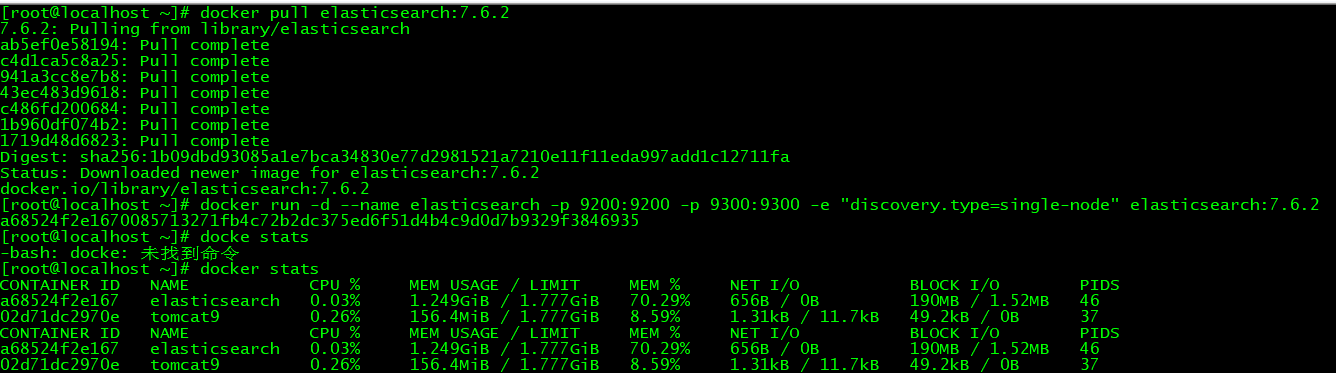 [root@localhost ~]# docker pull elasticsearch:7.6.2
7.6.2: Pulling from library/elasticsearch
ab5ef0e58194: Pull complete
c4d1ca5c8a25: Pull complete
941a3cc8e7b8: Pull complete
43ec483d9618: Pull complete
c486fd200684: Pull complete
1b960df074b2: Pull complete
1719d48d6823: Pull complete
Digest: sha256:1b09dbd93085a1e7bca34830e77d2981521a7210e11f11eda997add1c12711fa
Status: Downloaded newer image for elasticsearch:7.6.2
docker.io/library/elasticsearch:7.6.2
[root@localhost ~]# docker run -d --name elasticsearch -p 9200:9200 -p 9300:9300 -e "discovery.type=single-node" elasticsearch:7.6.2
a68524f2e1670085713271fb4c72b2dc375ed6f51d4b4c9d0d7b9329f3846935
[root@localhost ~]# docke stats
-bash: docke: 未找到命令
[root@localhost ~]# docker stats
CONTAINER ID   NAME            CPU %     MEM USAGE / LIMIT     MEM %     NET I/O           BLOCK I/O        PIDS
a68524f2e167   elasticsearch   0.03%     1.249GiB / 1.777GiB   70.29%    656B / 0B         190MB / 1.52MB   46
02d71dc2970e   tomcat9         0.26%     156.4MiB / 1.777GiB   8.59%     1.31kB / 11.7kB   49.2kB / 0B      37
CONTAINER ID   NAME            CPU %     MEM USAGE / LIMIT     MEM %     NET I/O           BLOCK I/O        PIDS
a68524f2e167   elasticsearch   0.03%     1.249GiB / 1.777GiB   70.29%    656B / 0B         190MB / 1.52MB   46
02d71dc2970e   tomcat9         0.26%     156.4MiB / 1.777GiB   8.59%     1.31kB / 11.7kB   49.2kB / 0B      37